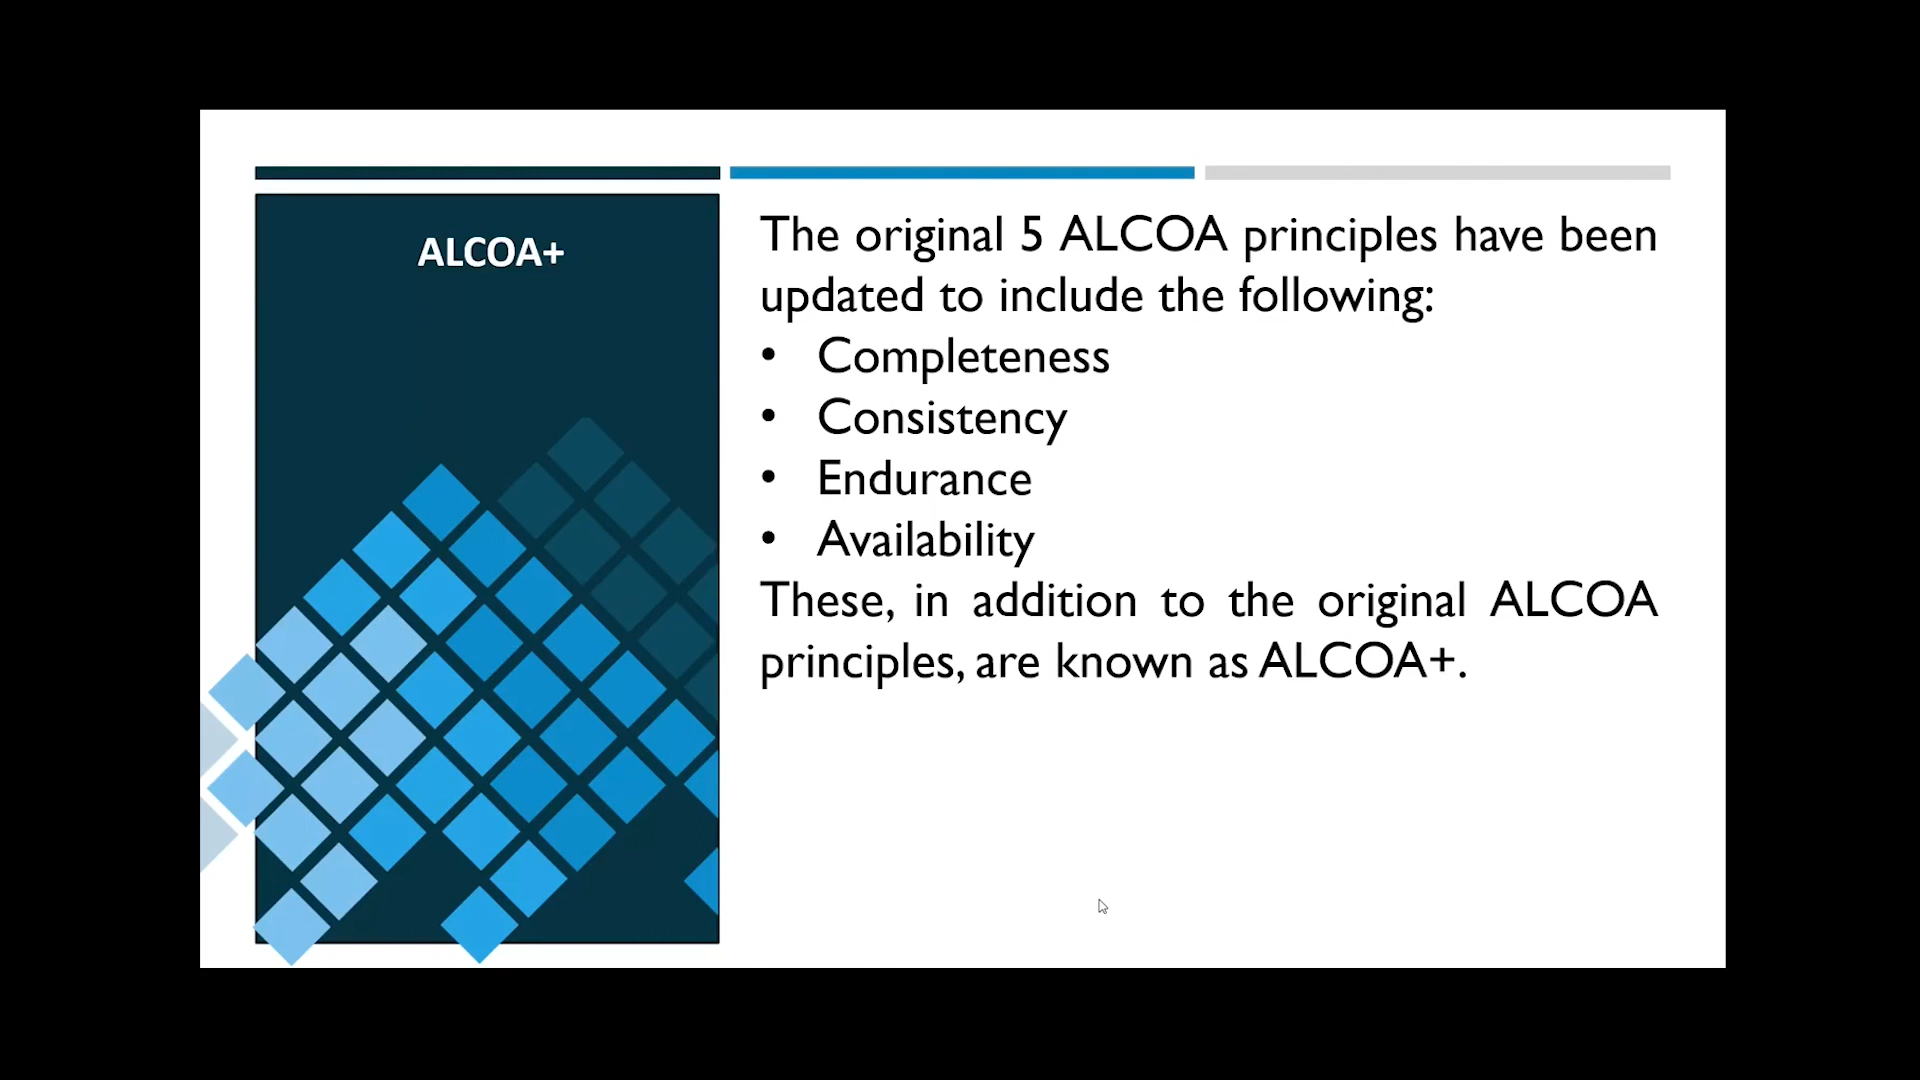 ALCOA+
The original 5 ALCOA principles have been
updated to include the following:
• Completeness
• Consistency
• Endurance
• Availability
These, in addition to the original ALCOA
principles, are known as ALCOA+.